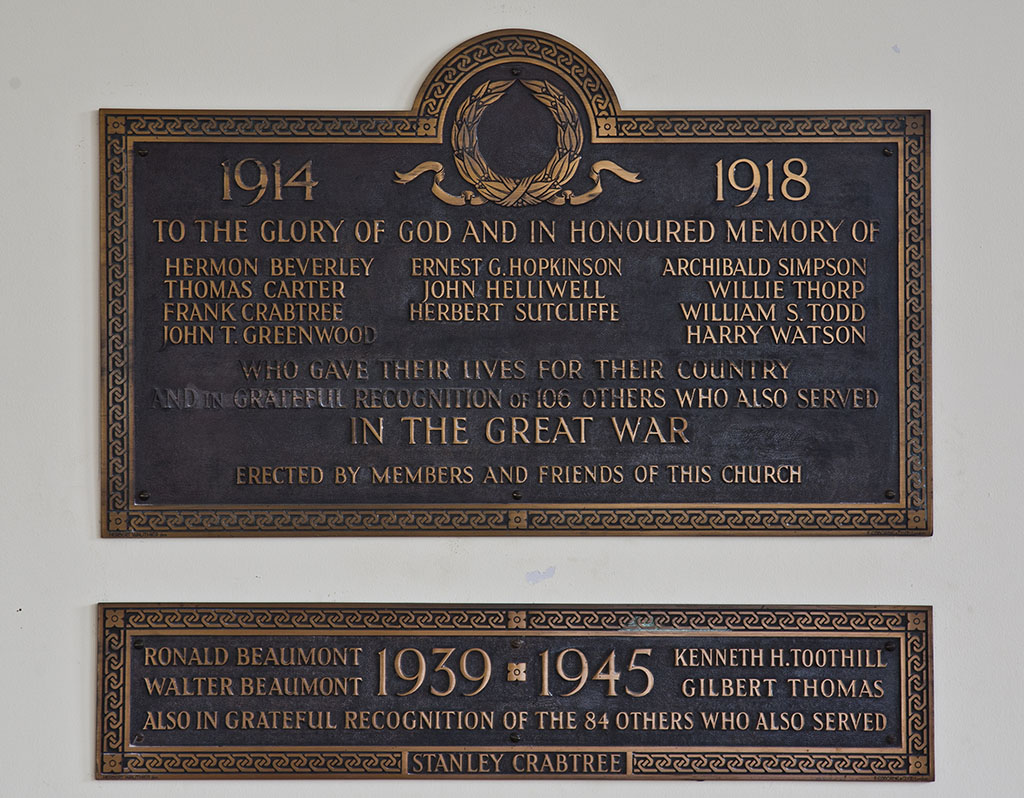 1914 1918
TO THE GLORY OF GOD AND IN HONOURED MEMORY OF
HERMON BEVERLEY ERNEST G. HOPKINSON ARCHIBALD SIMPSON
THOMAS CARTER JOHN HELLIWELL WILLIE THORP
FRANK CRABTREE HERBERT SUTCLIFFE WILLIAM S. TODD
JOHN T. GREENWOOD HARRY WATSON
WHO GAVE THEIR LIVES FOR THEIR COUNTRY
AND IN GRATEFUL RECOGNITION OF 106 OTHERS WHO ALSO SERVED
IN THE GREAT WAR
ERECTED BY MEMBERS AND FRIENDS OF THIS CHURCH
RONALD BEAUMONT 1939 1945 KENNETH H. TOOTHILL
WALTER BEAUMONT GILBERT THOMAS
ALSO IN GRATEFUL RECOGNITION OF THE 84 OTHERS WHO ALSO SERVED
STANLEY CRABTREE